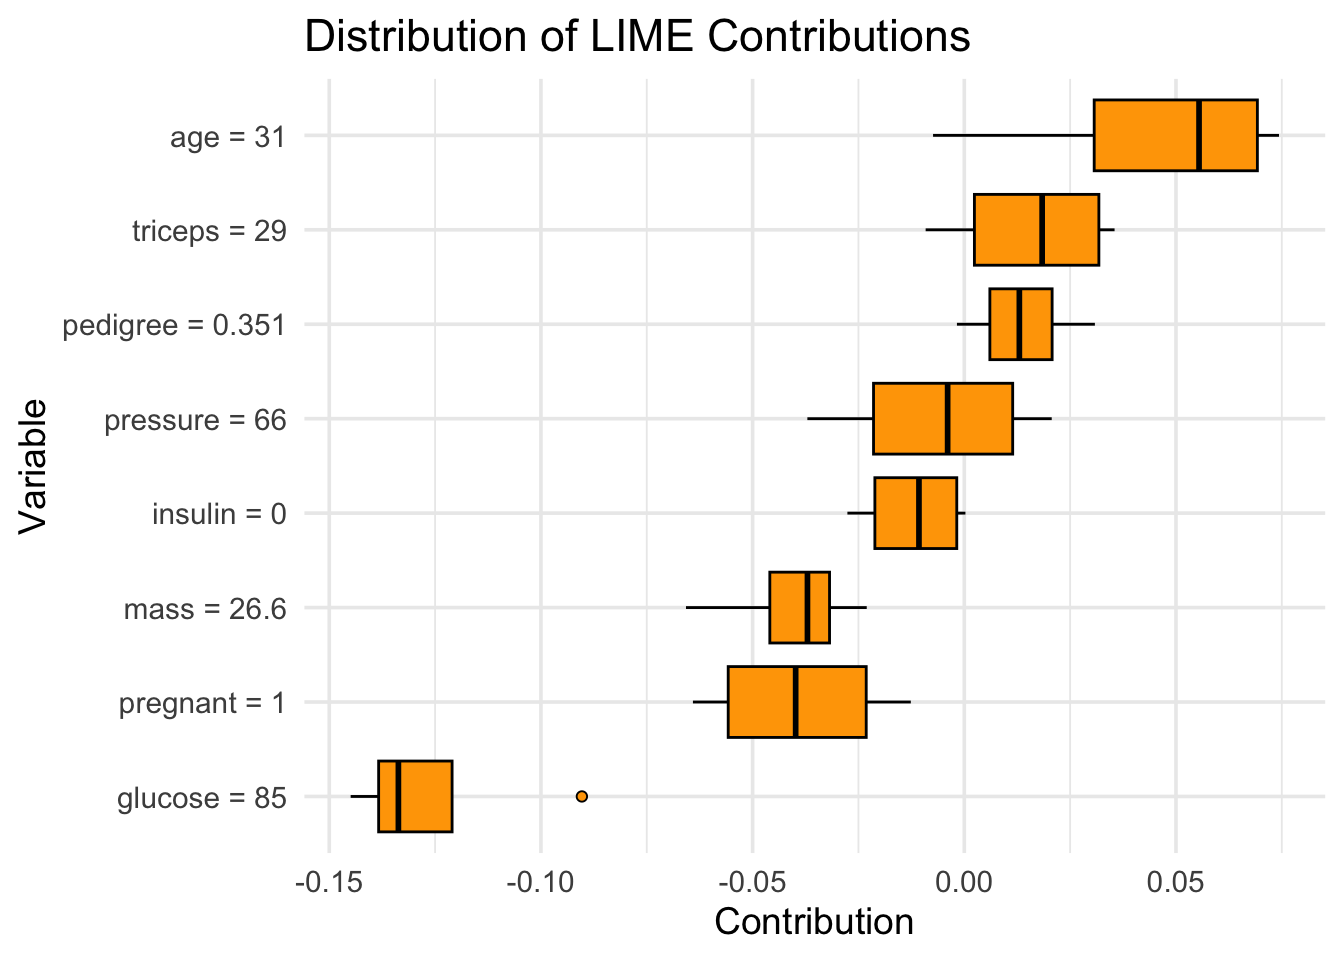 Distribution of LIME Contributions
Variable
age = 31
triceps = 29
pedigree = 0.351
pressure = 66
insulin = 0
mass = 26.6
pregnant = 1
glucose = 85
-0.15 -0.10 -0.05 0.00 0.05
Contribution